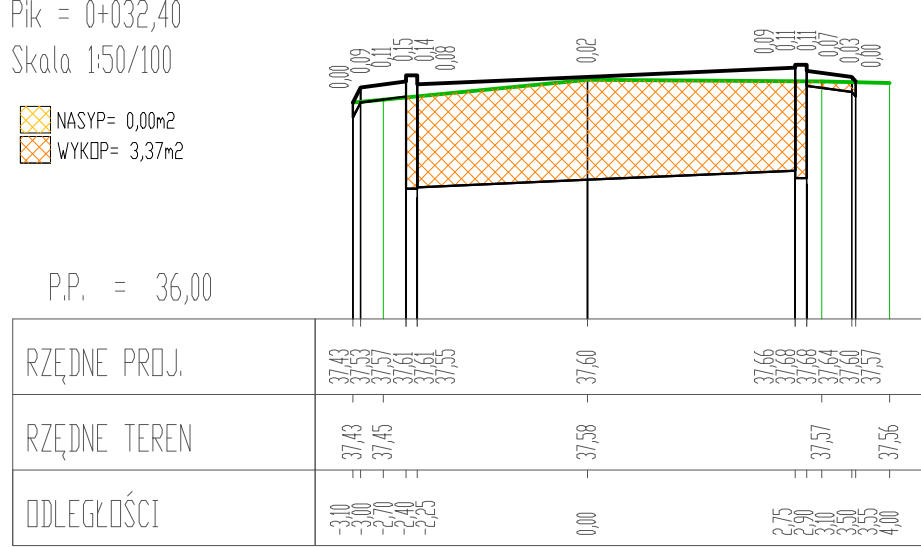 Pik = 0+032,40
Skala 1:50/100
NASYP= 0,00m2
WYKOP= 3,37m2
0,00 0,09 0,11 0,15 0,14 0,08 0,02 0,09 0,11 0,11 0,07 0,03 0,00
P.P. = 36,00
RZĘDNE PROJ. 37,43 37,53 37,57 37,61 37,61 37,55 37,60 37,66 37,68 37,68 37,64 37,60 37,57
RZĘDNE TEREN 37,43 37,45 37,58 37,57 37,56
ODLEGŁOŚCI -3,10 -3,00 -2,70 -2,40 -2,25 0,00 2,75 2,90 3,10 3,50 3,55 4,00